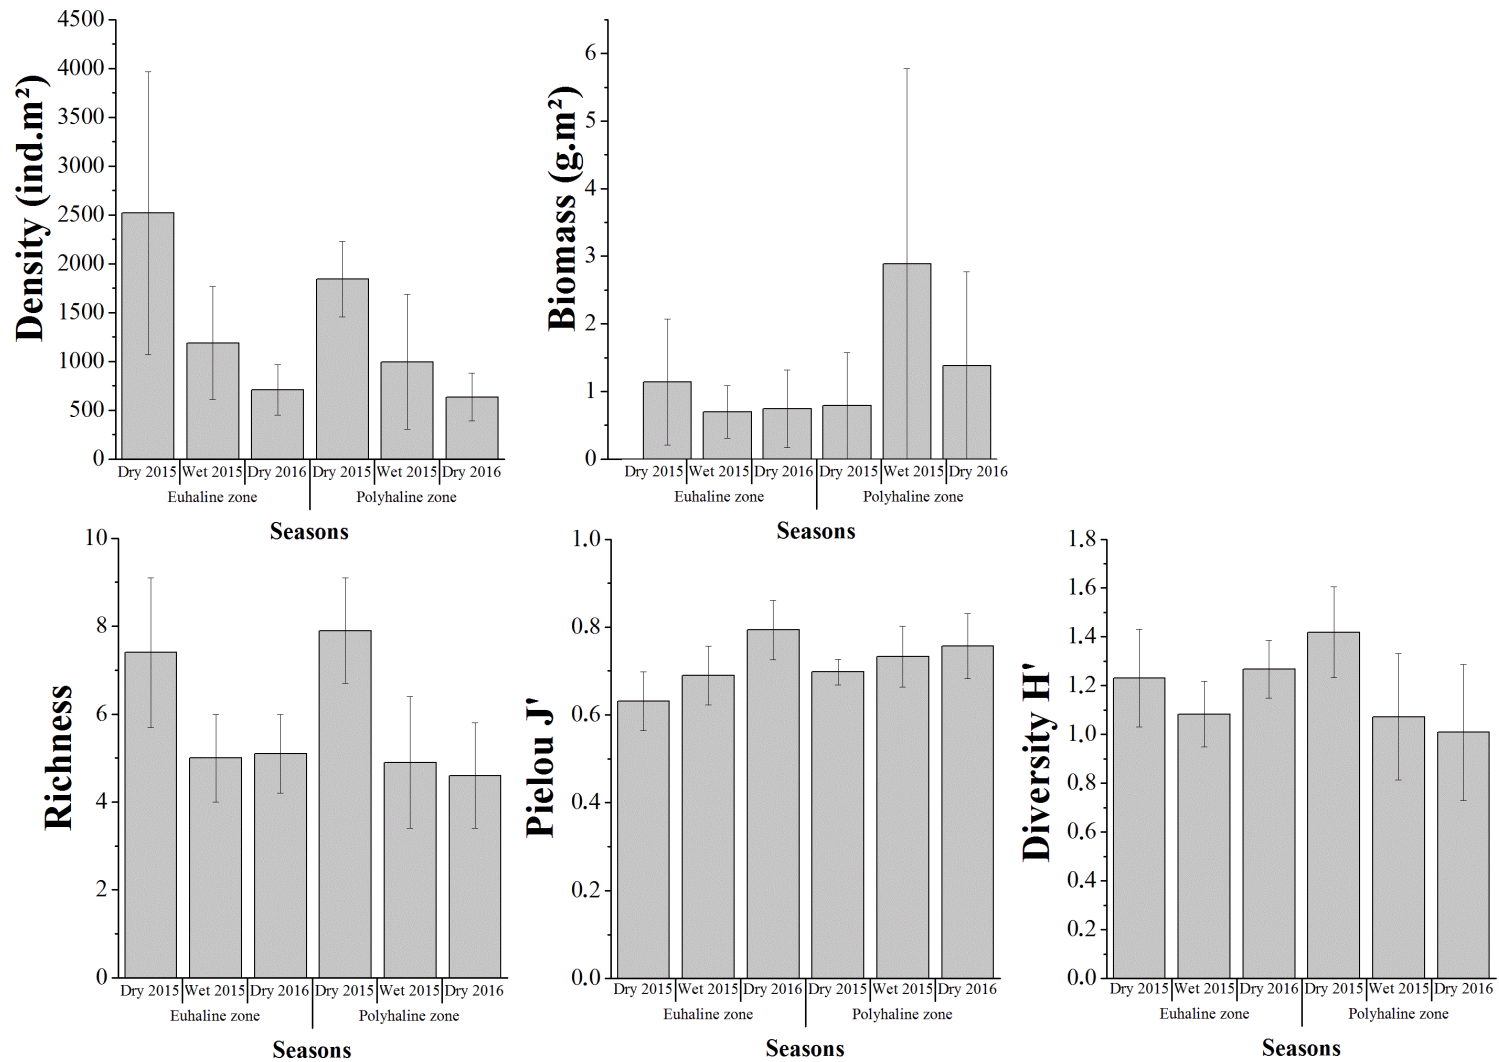 Density (ind.m²)
4500
4000
3500
3000
2500
2000
1500
1000
500
0
Dry 2015 Wet 2015 Dry 2016 Dry 2015 Wet 2015 Dry 2016
Euhaline zone Polyhaline zone
Seasons
Biomass (g.m²)
6
5
4
3
2
1
0
Dry 2015 Wet 2015 Dry 2016 Dry 2015 Wet 2015 Dry 2016
Euhaline zone Polyhaline zone
Seasons
Richness
10
8
6
4
2
0
Dry 2015 Wet 2015 Dry 2016 Dry 2015 Wet 2015 Dry 2016
Euhaline zone Polyhaline zone
Seasons
Pielou J'
1.0
0.8
0.6
0.4
0.2
0.0
Dry 2015 Wet 2015 Dry 2016 Dry 2015 Wet 2015 Dry 2016
Euhaline zone Polyhaline zone
Seasons
Diversity H'
1.8
1.6
1.4
1.2
1.0
0.8
0.6
0.4
0.2
0.0
Dry 2015 Wet 2015 Dry 2016 Dry 2015 Wet 2015 Dry 2016
Euhaline zone Polyhaline zone
Seasons